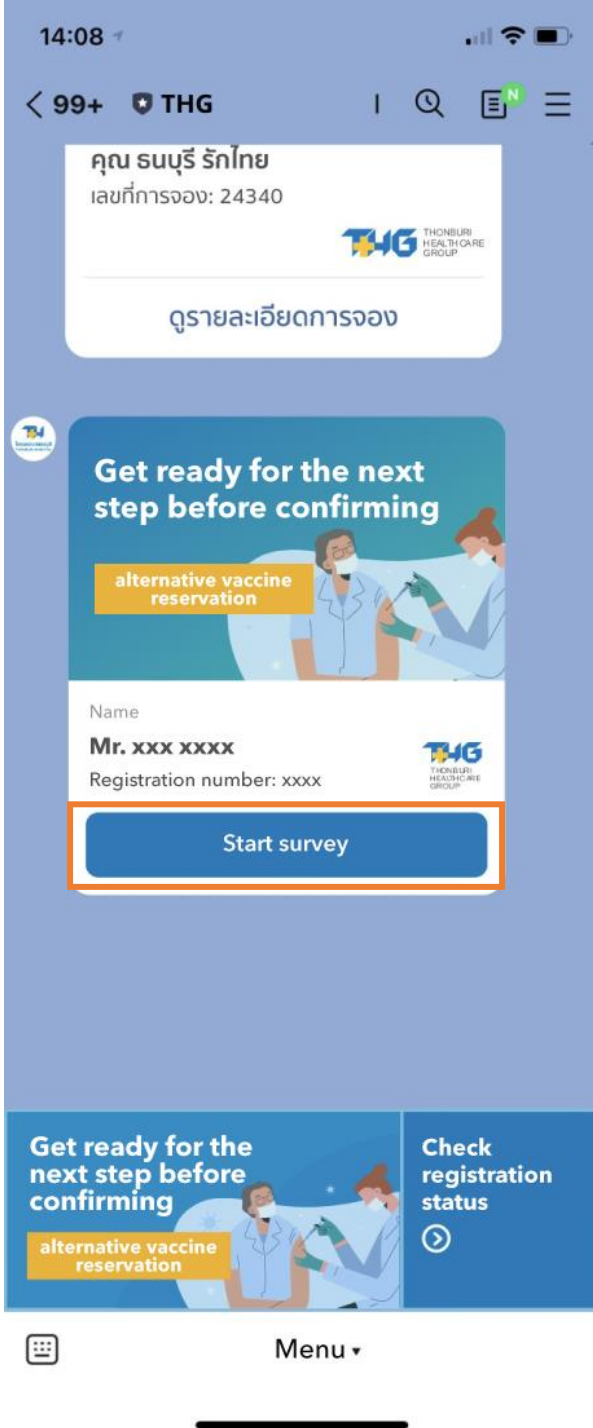 14:08
99+ THG
N
คุณ ธนบุรี รักไทย
เลขที่การจอง: 24340
THG THONBURI
HEALTHCARE
GROUP
ดูรายละเอียดการจอง
Get ready for the next
step before confirming
alternative vaccine
reservation
Name
Mr. xxx xxxx
Registration number: xxxx
THG
THONBURI
HEALTHCARE
GROUP
Start survey
Get ready for the
next step before
confirming
alternative vaccine
reservation
Check
registration
status
Menu